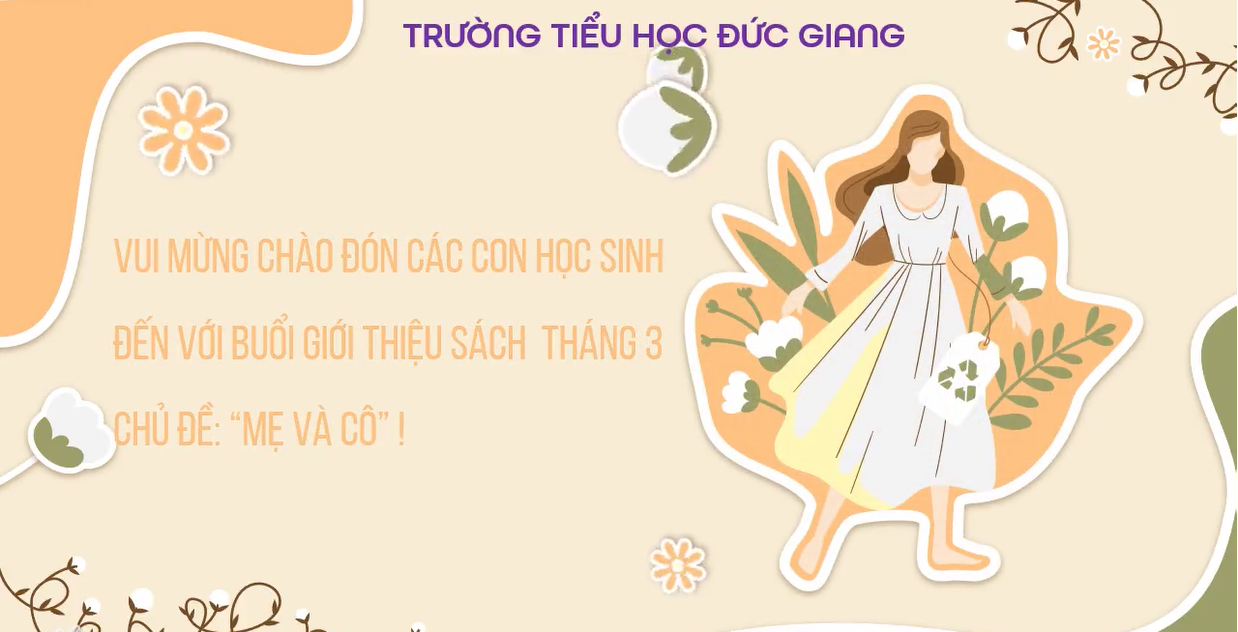 TRƯỜNG TIỂU HỌC ĐỨC GIANG
VUI MỪNG CHÀO ĐÓN CÁC CON HỌC SINH
ĐẾN VỚI BUỔI GIỚI THIỆU SÁCH THÁNG 3
CHỦ ĐỀ: “MẸ VÀ CÔ” !